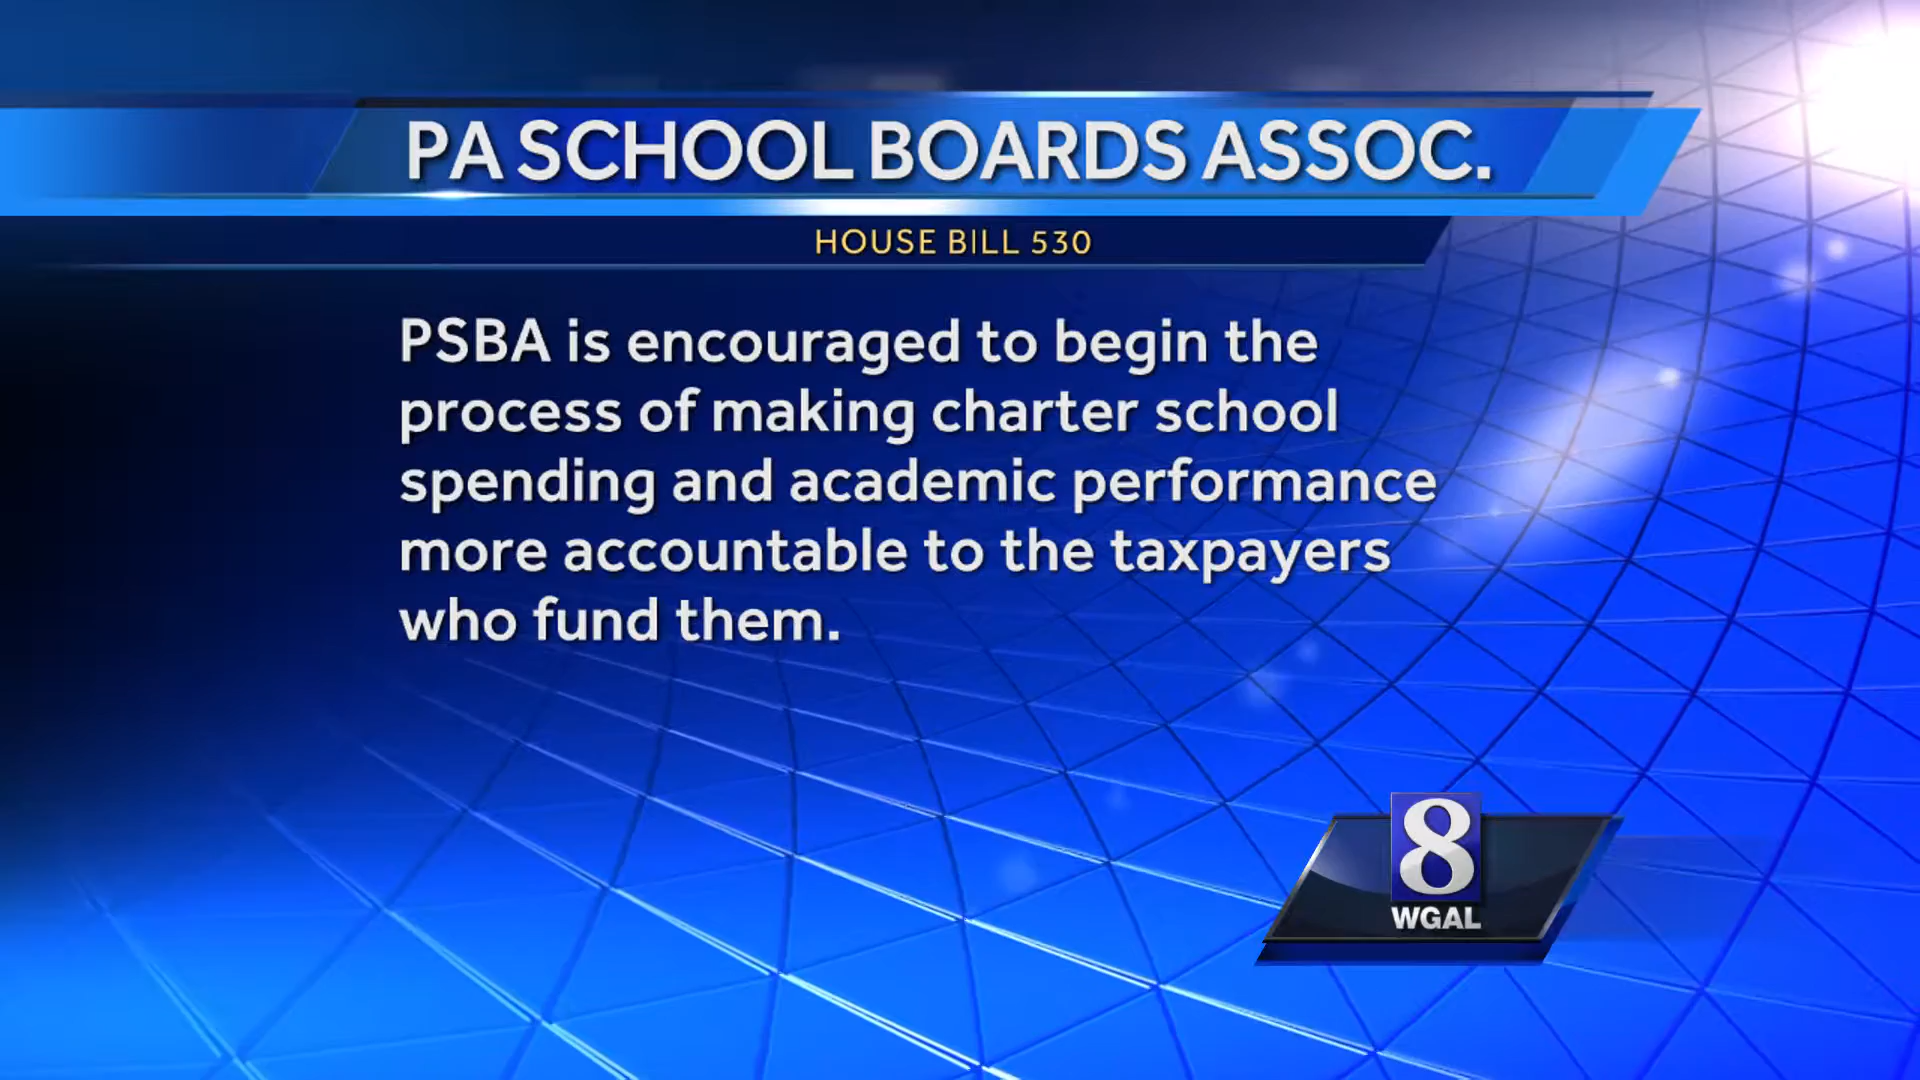 PA SCHOOL BOARDS ASSOC.
HOUSE BILL 530
PSBA is encouraged to begin the
process of making charter school
spending and academic performance
more accountable to the taxpayers
who fund them.
8
WGAL